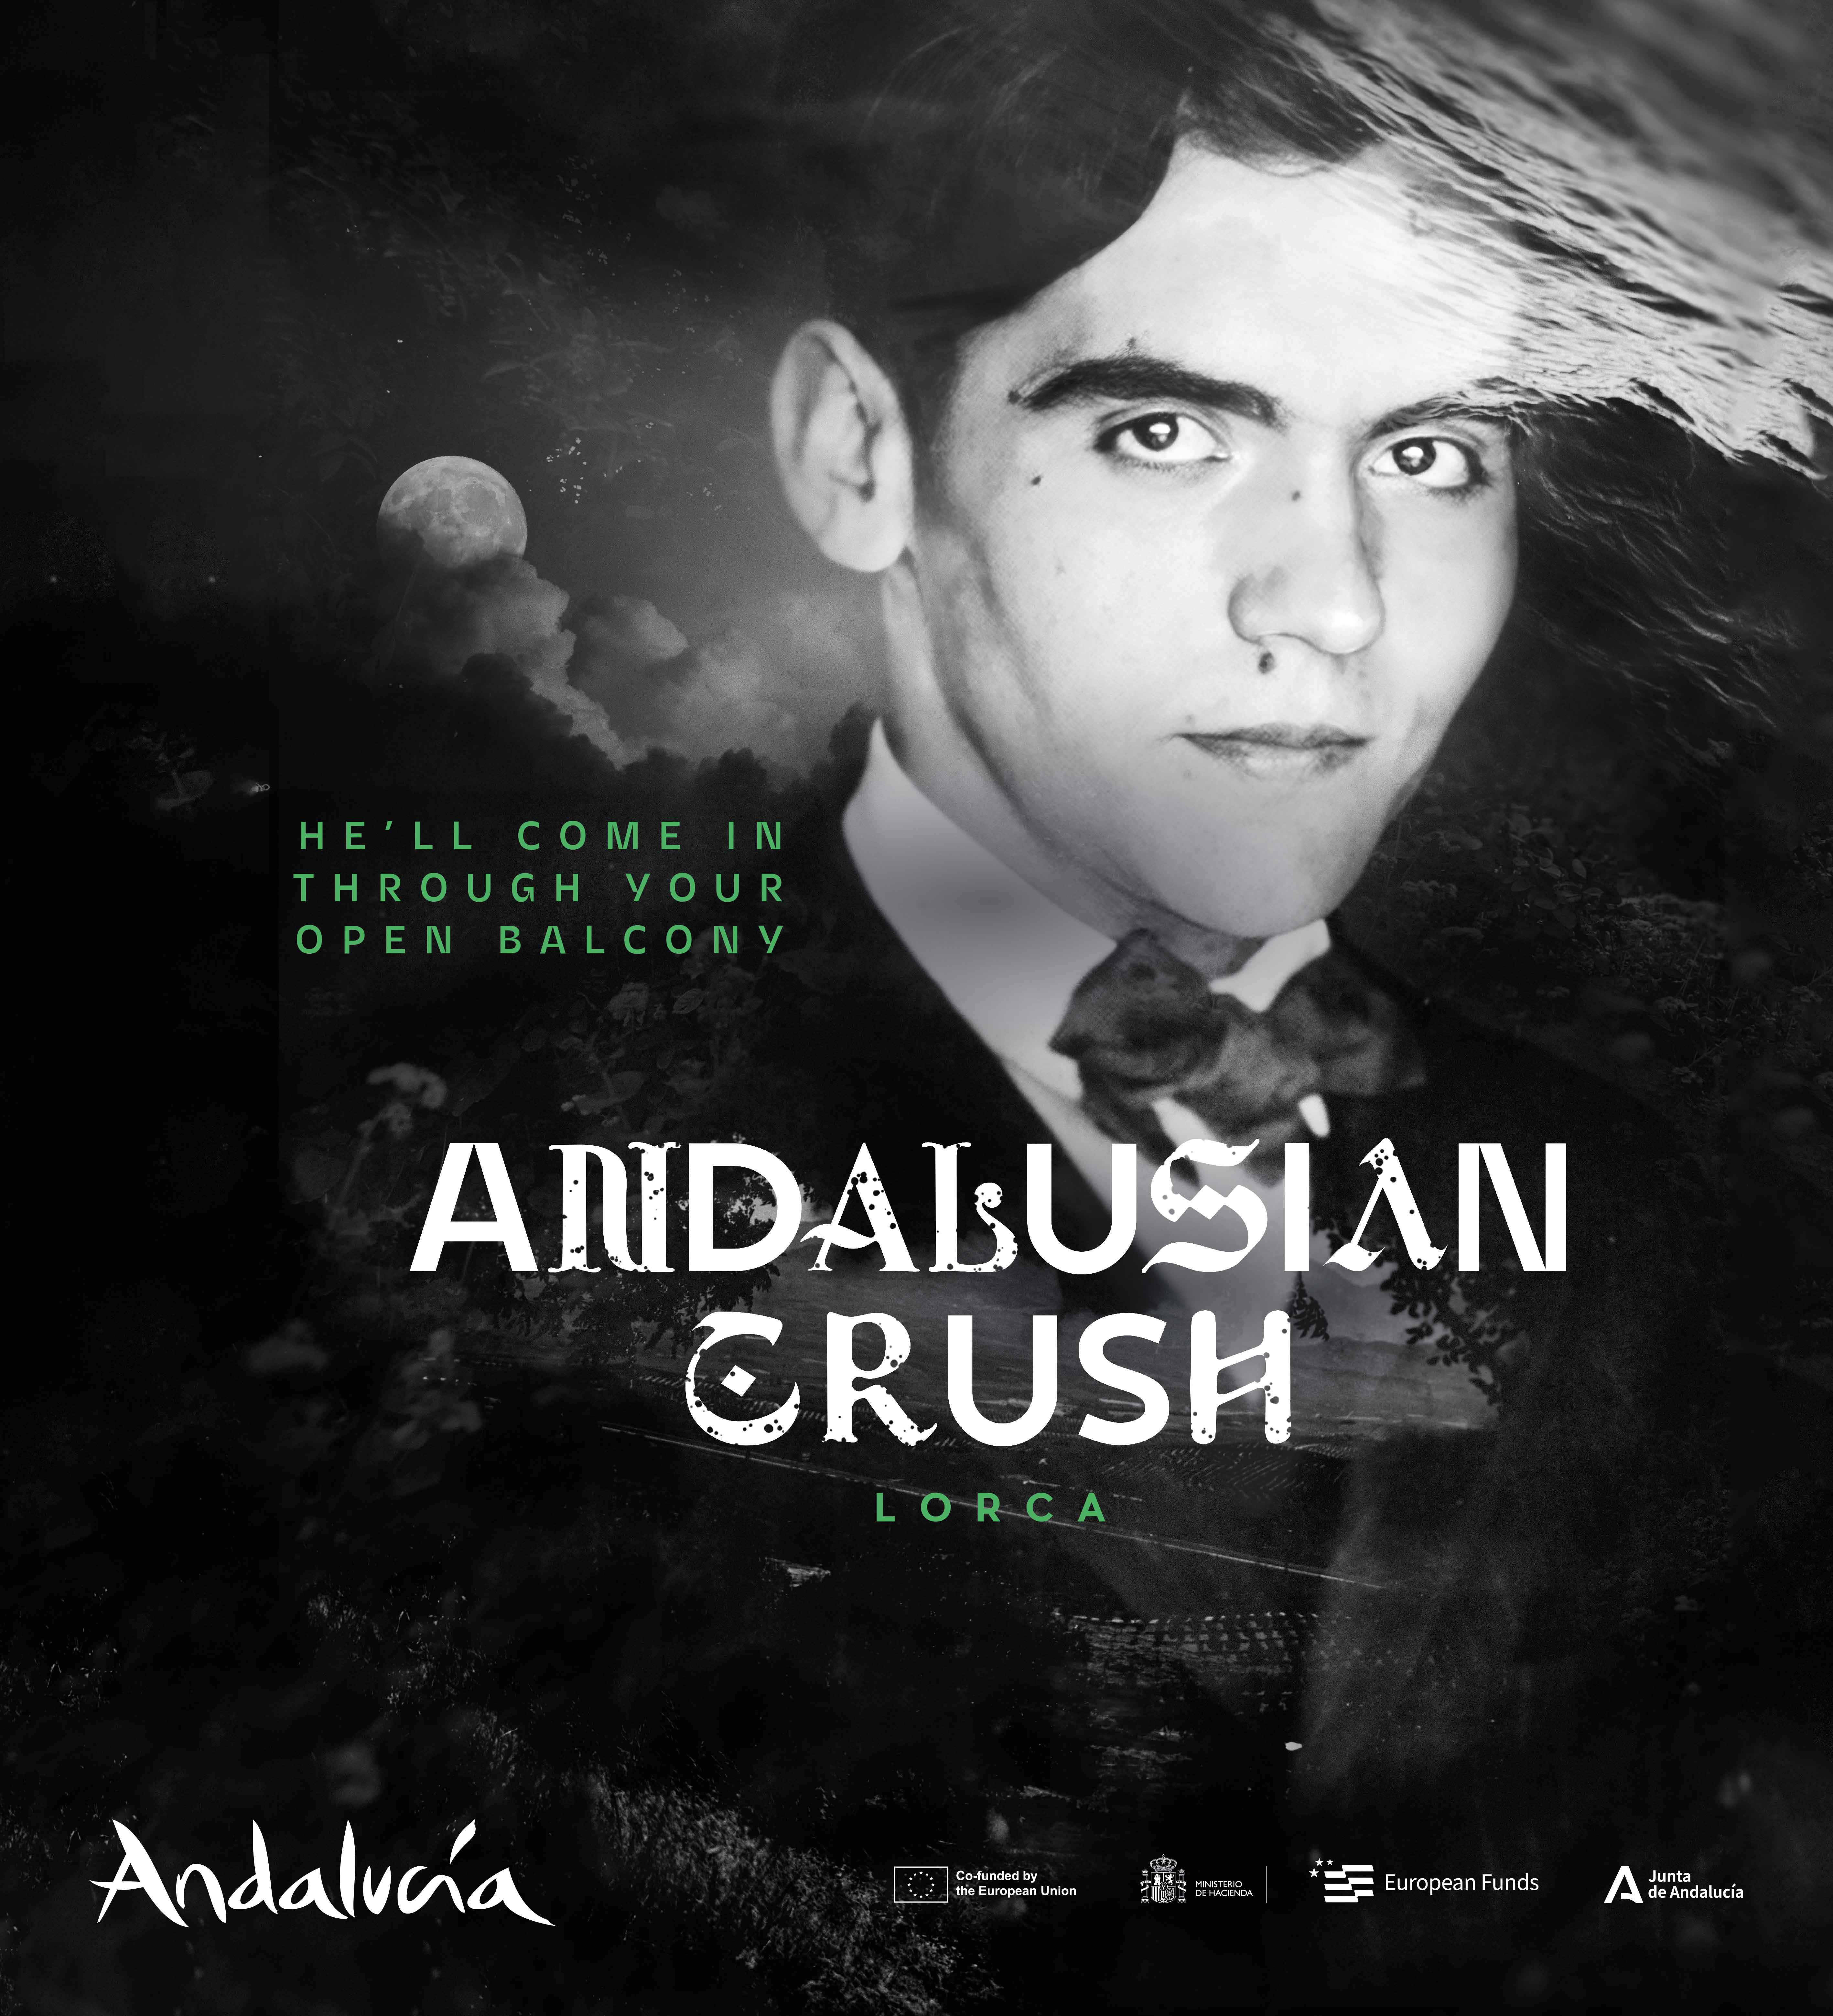 HE’LL COME IN
THROUGH YOUR
OPEN BALCONY
ANDALUSIAN
CRUSH
LORCA
Andalucía
Co-funded by
the European Union
MINISTERIO
DE HACIENDA
European Funds
Junta
de Andalucía